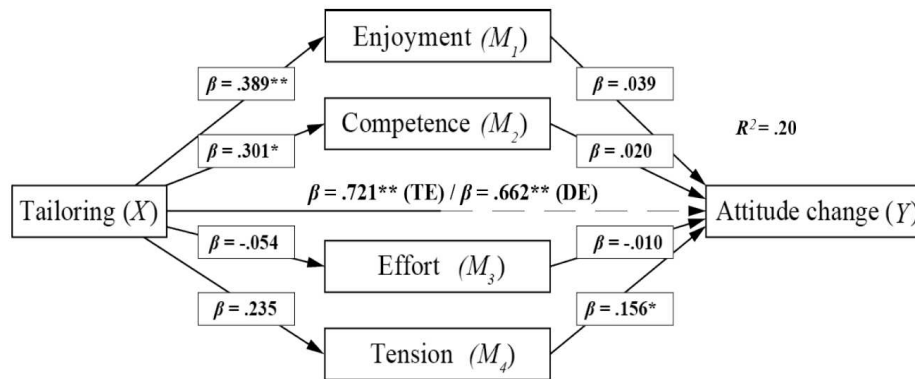 Enjoyment (M1)
β = .389**
β = .039
Competence (M2)
R2 = .20
β = .301*
β = .020
β = .721** (TE) / β = .662** (DE)
Tailoring (X)
Attitude change (Y)
β = -.054
β = -.010
Effort (M3)
β = .235
β = .156*
Tension (M4)